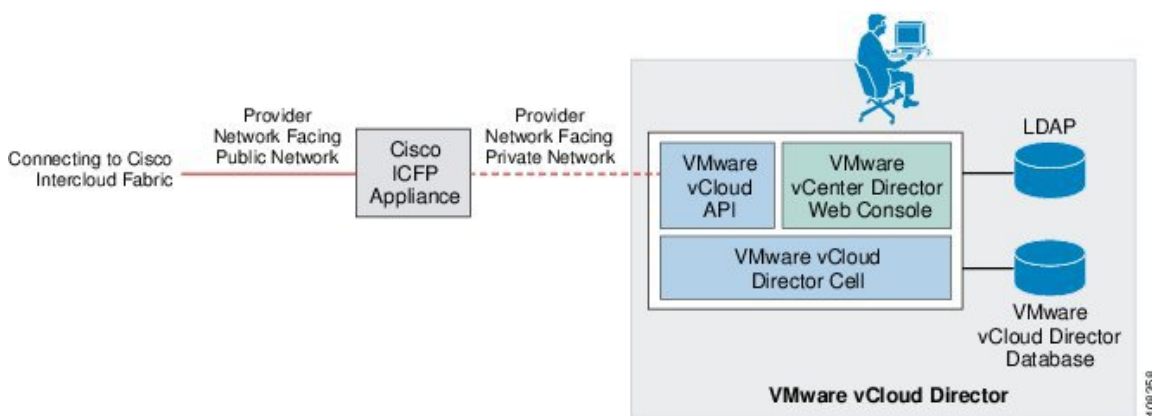 Connecting to Cisco
Intercloud Fabric
Provider
Network Facing
Public Network
Cisco
ICFP
Appliance
Provider
Network Facing
Private Network
VMware
vCloud
API
VMware
vCenter Director
Web Console
VMware vCloud
Director Cell
LDAP
VMware
vCloud Director
Database
VMware vCloud Director